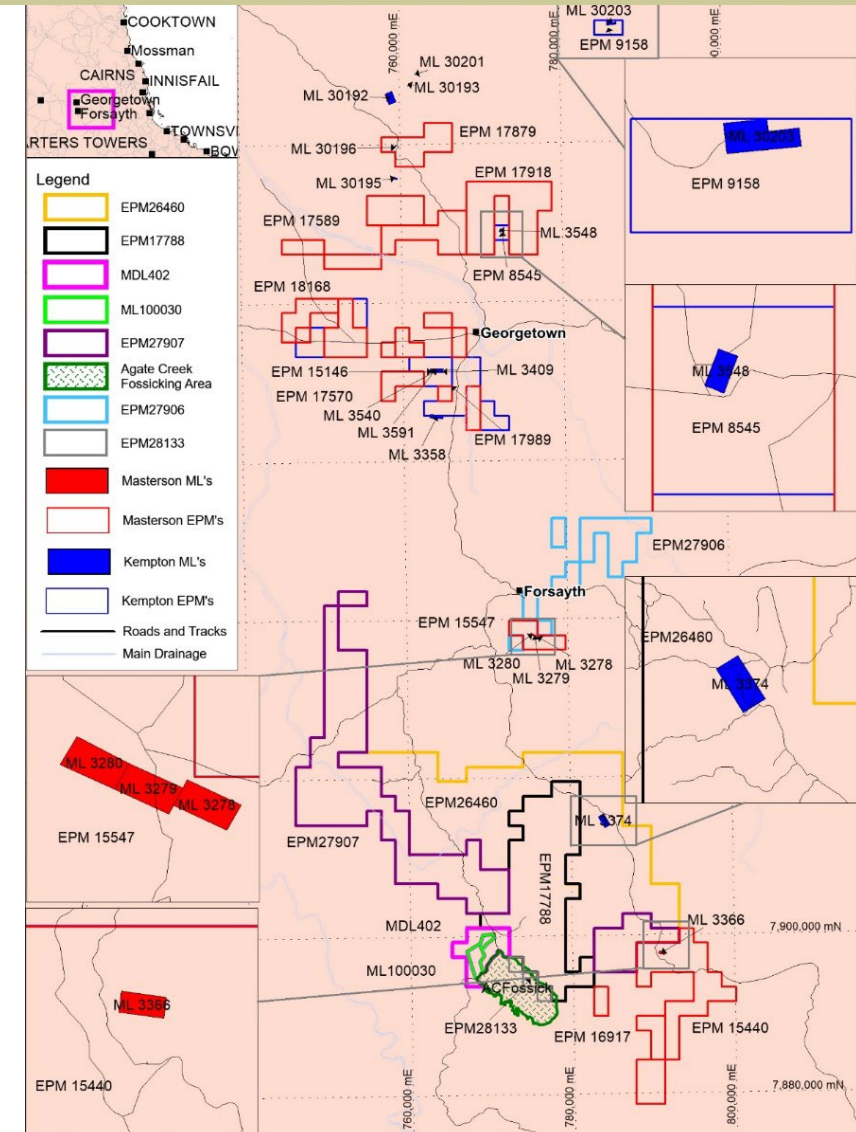 COOKTOWN
Mossman
CAIRNS
INNISFAIL
Georgetown
Forsayth
TOWNSVI
RTERS TOWERS
BOW
Legend
EPM26460
EPM17788
MDL402
ML100030
EPM27907
Agate Creek
Fossicking Area
EPM27906
EPM28133
Masterson ML's
Masterson EPM's
Kempton ML's
Kempton EPM's
Roads and Tracks
Main Drainage
760,000 mE
780,000 mE
ML 30203
EPM 9158
ML 30201
ML 30193
ML 30192
EPM 17879
ML 30196
ML 30195
EPM 17918
EPM 17589
ML 3548
EPM 8545
EPM 18168
Georgetown
EPM 15146
ML 3409
EPM 17570
ML 3540
ML 3591
EPM 17989
ML 3358
ML 30203
EPM 9158
ML 3548
EPM 8545
EPM27906
Forsayth
EPM 15547
ML 3280
ML 3278
ML 3279
EPM26460
ML 3374
ML 3280
ML 3279
ML 3278
EPM 15547
EPM26460
ML 3374
EPM27907
EPM17788
MDL402
ML 3366
7,900,000 mN
ML100030
ACFossick
EPM28133
EPM 16917
EPM 15440
ML 3366
EPM 15440
7,880,000 mN
760,000 mE
780,000 mE
800,000 mE